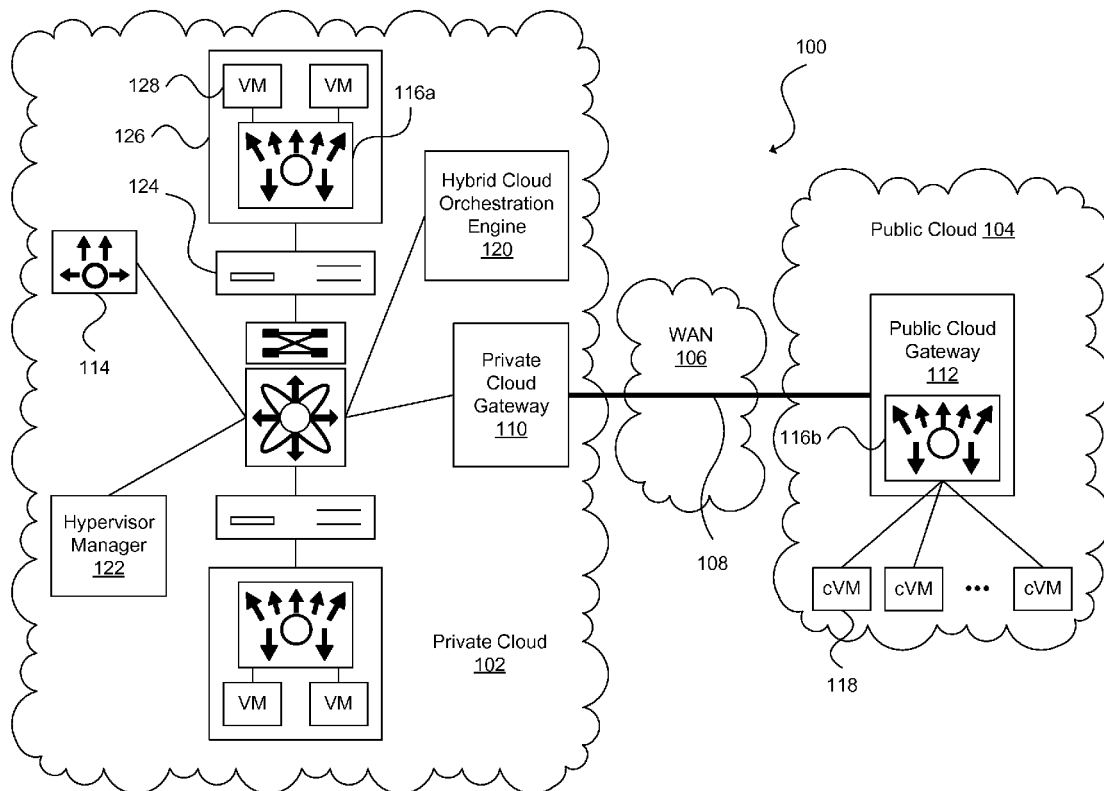 128
VM
VM
116a
100
126
124
Hybrid Cloud
Orchestration
Engine
120
Public Cloud 104
114
WAN
106
Private
Cloud
Gateway
110
Public Cloud
Gateway
112
116b
Hypervisor
Manager
122
108
cVM
cVM
•••
cVM
118
Private Cloud
102
VM
VM